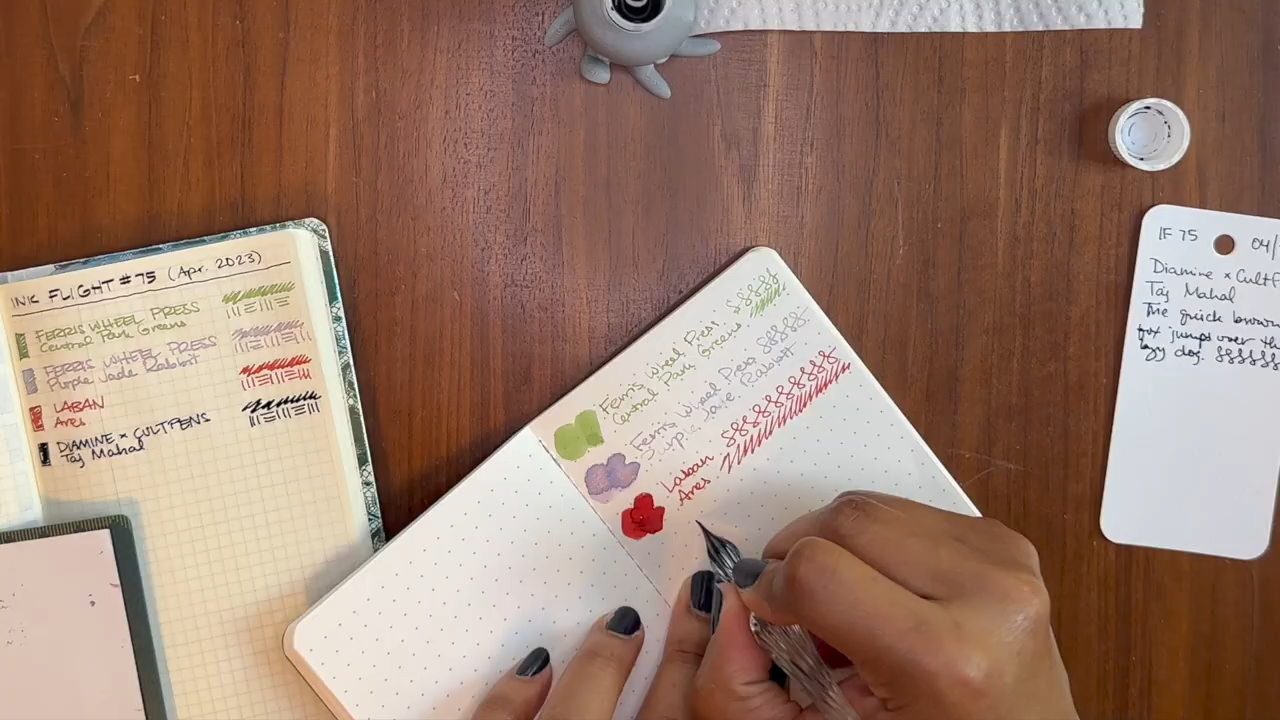 INK FLIGHT #75 (Apr. 2023)
FERRIS WHEEL PRESS
Central Park Greens
FERRIS WHEEL PRESS
Purple Jade Rabbit
LABAN
Ares
DIAMINE × CULTPENS
Taj Mahal
Ferris Wheel Press
Central Park Greens
Ferris Wheel Press
Purple Jade Rabbit
Laban
Ares
IF 75 04/
Diamine × CultP
Taj Mahal
The quick brown
fox jumps over the
lazy dog.